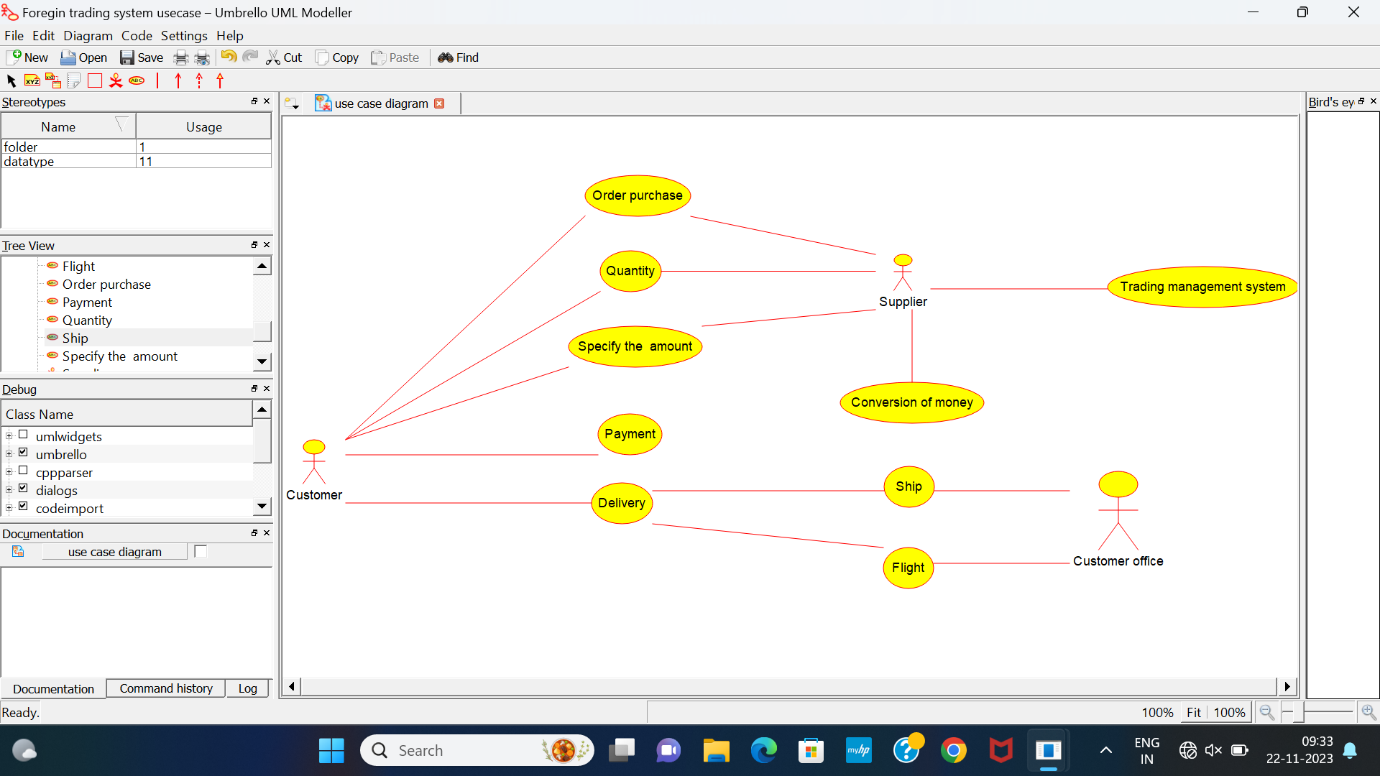 Foregin trading system usecase – Umbrello UML Modeller
File Edit Diagram Code Settings Help
New Open Save Cut Copy Paste Find
XYZ ABC
Stereotypes
use case diagram
Bird's ey
Name Usage
folder 1
datatype 11
Tree View
Flight
Order purchase
Payment
Quantity
Ship
Specify the amount
Debug
Class Name
umlwidgets
umbrello
cppparser
dialogs
codeimport
Documentation
use case diagram
Documentation Command history Log
Order purchase
Quantity
Supplier
Trading management system
Specify the amount
Conversion of money
Payment
Customer
Delivery
Ship
Flight
Customer office
Ready.
100% Fit 100%
Search
myhp
ENG
IN
09:33
22-11-2023